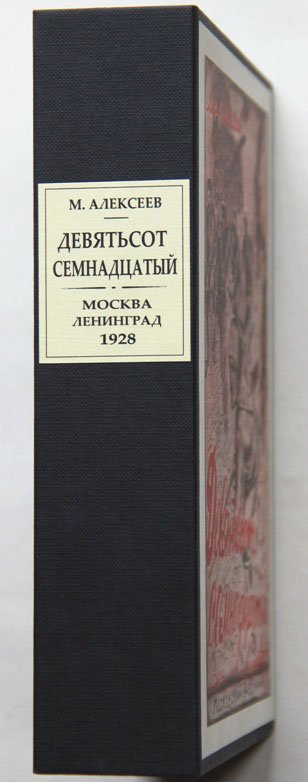 М. АЛЕКСЕЕВ
ДЕВЯТЬСОТ
СЕМНАДЦАТЫЙ
МОСКВА
ЛЕНИНГРАД
1928